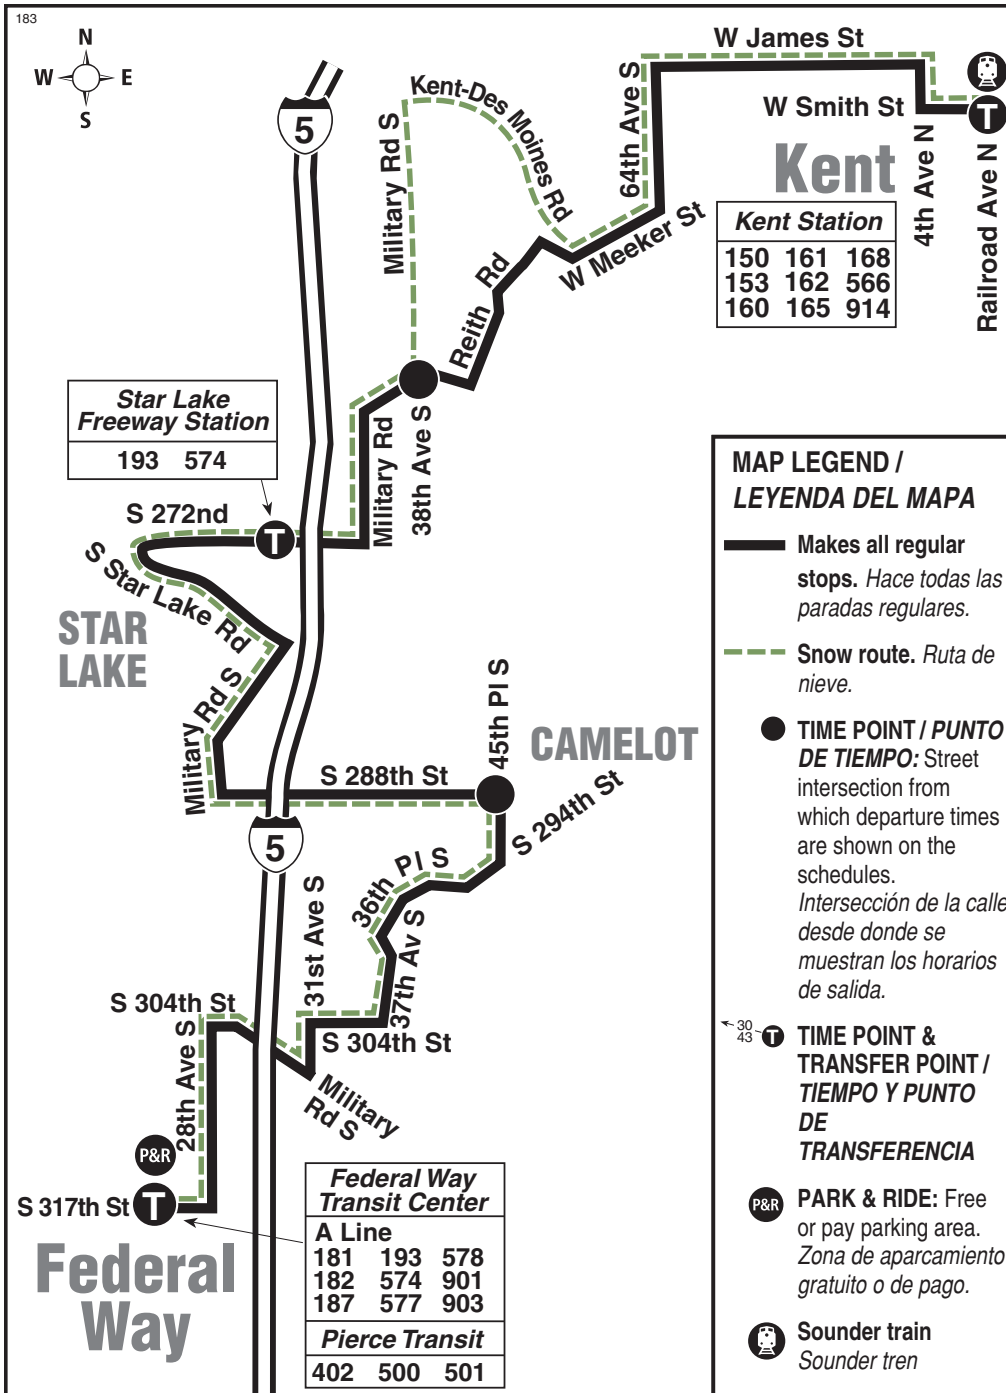 183
N
W E
S
5
W James St
Kent-Des Moines Rd
Military Rd S
64th Ave S
W Smith St
T
Kent
4th Ave N
Railroad Ave N
Kent Station
150 161 168
153 162 566
160 165 914
W Meeker St
Reith Rd
Star Lake
Freeway Station
193 574
Military Rd
38th Ave S
S 272nd
T
S Star Lake Rd
STAR
LAKE
Military Rd S
45th Pl S
CAMELOT
S 288th St
S 294th St
5
36th Pl S
31st Ave S
37th Av S
S 304th St
S 304th St
28th Ave S
Military
Rd S
P&R
S 317th St
T
Federal
Way
Federal Way
Transit Center
A Line
181 193 578
182 574 901
187 577 903
Pierce Transit
402 500 501
MAP LEGEND /
LEYENDA DEL MAPA
Makes all regular
stops. Hace todas las
paradas regulares.
Snow route. Ruta de
nieve.
TIME POINT / PUNTO
DE TIEMPO: Street
intersection from
which departure times
are shown on the
schedules.
Intersección de la calle
desde donde se
muestran los horarios
de salida.
30
43
T
TIME POINT &
TRANSFER POINT /
TIEMPO Y PUNTO
DE
TRANSFERENCIA
P&R
PARK & RIDE: Free
or pay parking area.
Zona de aparcamiento
gratuito o de pago.
Sounder train
Sounder tren